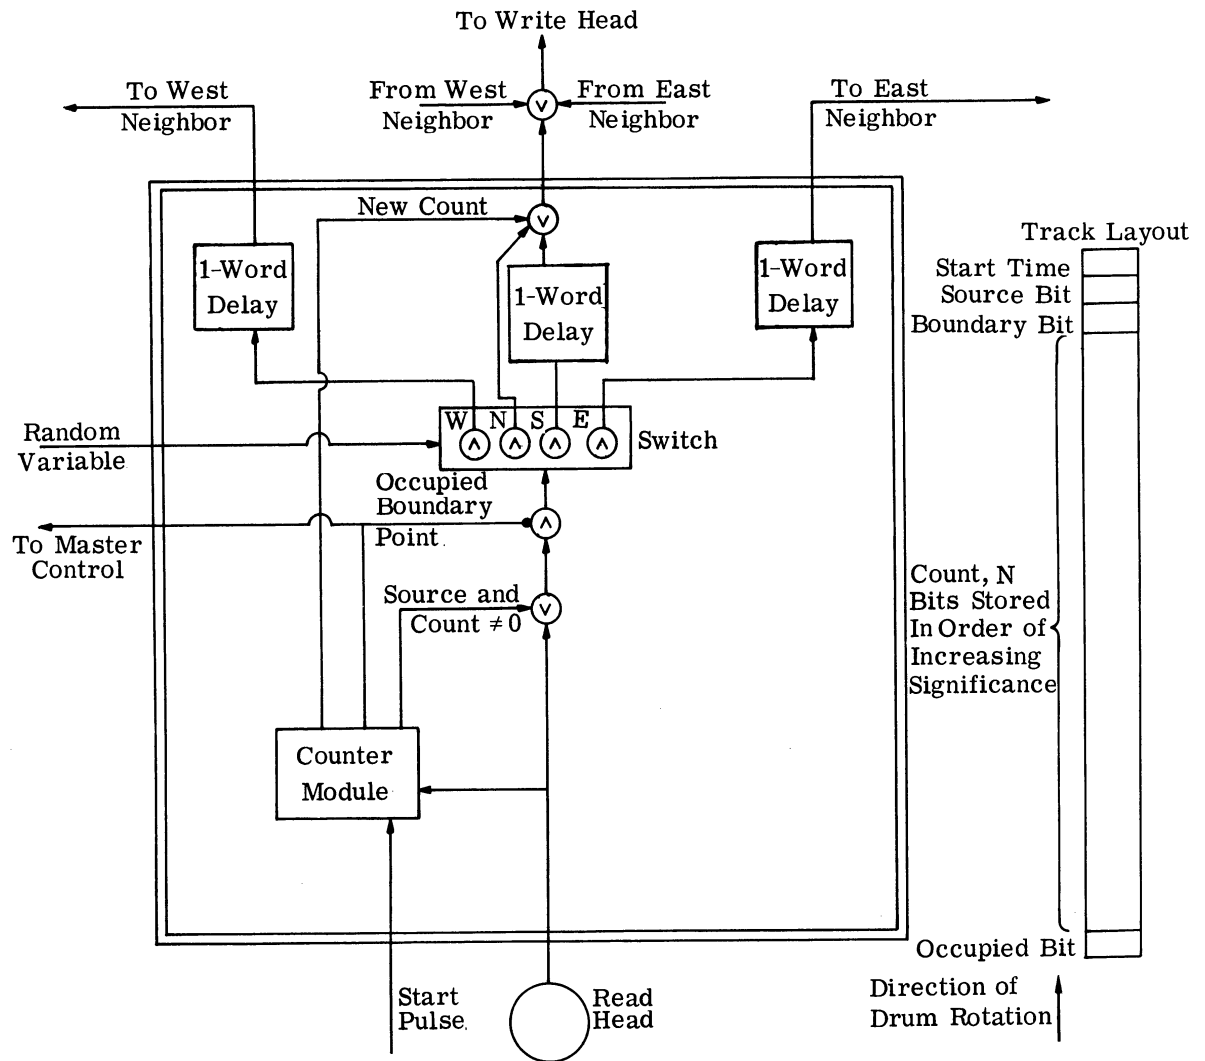 To Write Head
To West
Neighbor
From West
Neighbor
From East
Neighbor
To East
Neighbor
v
New Count
v
1-Word
Delay
1-Word
Delay
1-Word
Delay
W N S E
ʌ ʌ ʌ ʌ
Switch
Random
Variable
Occupied
Boundary
Point
ʌ
To Master
Control
Source and
Count ≠ 0
v
Counter
Module
Start
Pulse
Read
Head
Track Layout
Start Time
Source Bit
Boundary Bit
Count, N
Bits Stored
In Order of
Increasing
Significance
Occupied Bit
Direction of
Drum Rotation